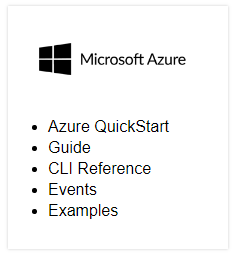 Microsoft Azure
• Azure QuickStart
• Guide
• CLI Reference
• Events
• Examples